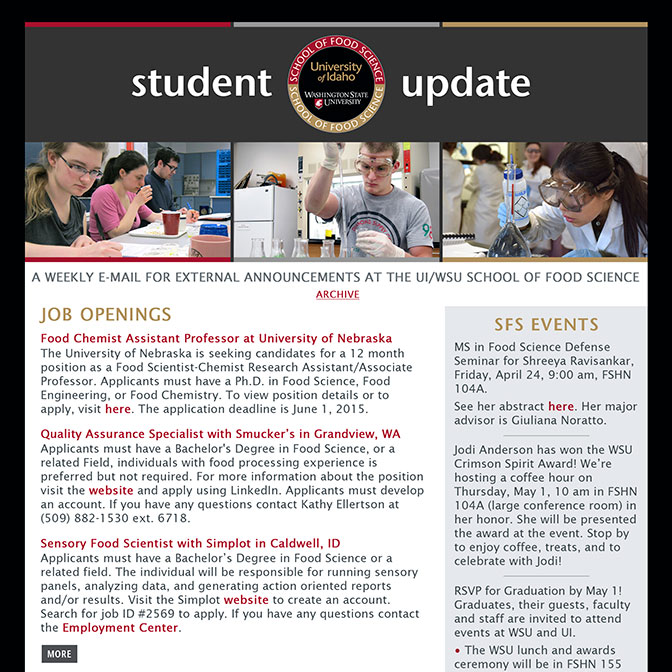 student
SCHOOL OF FOOD SCIENCE
University
of Idaho
WASHINGTON STATE
UNIVERSITY
SCHOOL OF FOOD SCIENCE
update
A WEEKLY E-MAIL FOR EXTERNAL ANNOUNCEMENTS AT THE UI/WSU SCHOOL OF FOOD SCIENCE
ARCHIVE
JOB OPENINGS
Food Chemist Assistant Professor at University of Nebraska
The University of Nebraska is seeking candidates for a 12 month
position as a Food Scientist-Chemist Research Assistant/Associate
Professor. Applicants must have a Ph.D. in Food Science, Food
Engineering, or Food Chemistry. To view position details or to
apply, visit here. The application deadline is June 1, 2015.
Quality Assurance Specialist with Smucker's in Grandview, WA
Applicants must have a Bachelor's Degree in Food Science, or a
related Field, individuals with food processing experience is
preferred but not required. For more information about the position
visit the website and apply using LinkedIn. Applicants must develop
an account. If you have any questions contact Kathy Ellertson at
(509) 882-1530 ext. 6718.
Sensory Food Scientist with Simplot in Caldwell, ID
Applicants must have a Bachelor's Degree in Food Science or a
related field. The individual will be responsible for running sensory
panels, analyzing data, and generating action oriented reports
and/or results. Visit the Simplot website to create an account.
Search for job ID #2569 to apply. If you have any questions contact
the Employment Center.
MORE
SFS EVENTS
MS in Food Science Defense
Seminar for Shreeya Ravisankar,
Friday, April 24, 9:00 am, FSHN
104A.
See her abstract here. Her major
advisor is Giuliana Noratto.
Jodi Anderson has won the WSU
Crimson Spirit Award! We're
hosting a coffee hour on
Thursday, May 1, 10 am in FSHN
104A (large conference room) in
her honor. She will be presented
the award at the event. Stop by
to enjoy coffee, treats, and to
celebrate with Jodi!
RSVP for Graduation by May 1!
Graduates, their guests, faculty
and staff are invited to attend
events at WSU and UI.
• The WSU lunch and awards
ceremony will be in FSHN 155